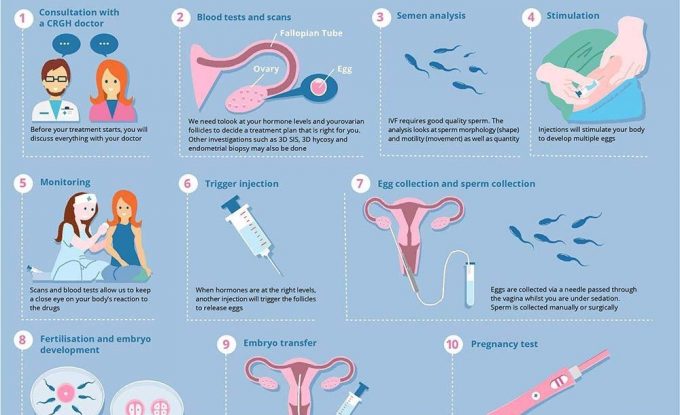 1
Consultation with
a CRGH doctor
Before your treatment starts, you will
discuss everything with your doctor
2
Blood tests and scans
Fallopian Tube
Ovary
Egg
We need tolook at your hormone levels and yourovarian
follicles to decide a treatment plan that is right for you.
Other investigations such as 3D SIS, 3D hycosy and
endometrial biopsy may also be done
3
Semen analysis
IVF requires good quality sperm. The
analysis looks at sperm morphology (shape)
and motility (movement) as well as quantity
4
Stimulation
Injections will stimulate your body
to develop multiple eggs
5
Monitoring
Scans and blood tests allow us to keep
a close eye on your body's reaction to
the drugs
6
Trigger injection
When hormones are at the right levels,
another injection will trigger the follicles
to release eggs
7
Egg collection and sperm collection
Eggs are collected via a needle passed through
the vagina whilst you are under sedation.
Sperm is collected manually or surgically
8
Fertilisation and embryo
development
9
Embryo transfer
10
Pregnancy test